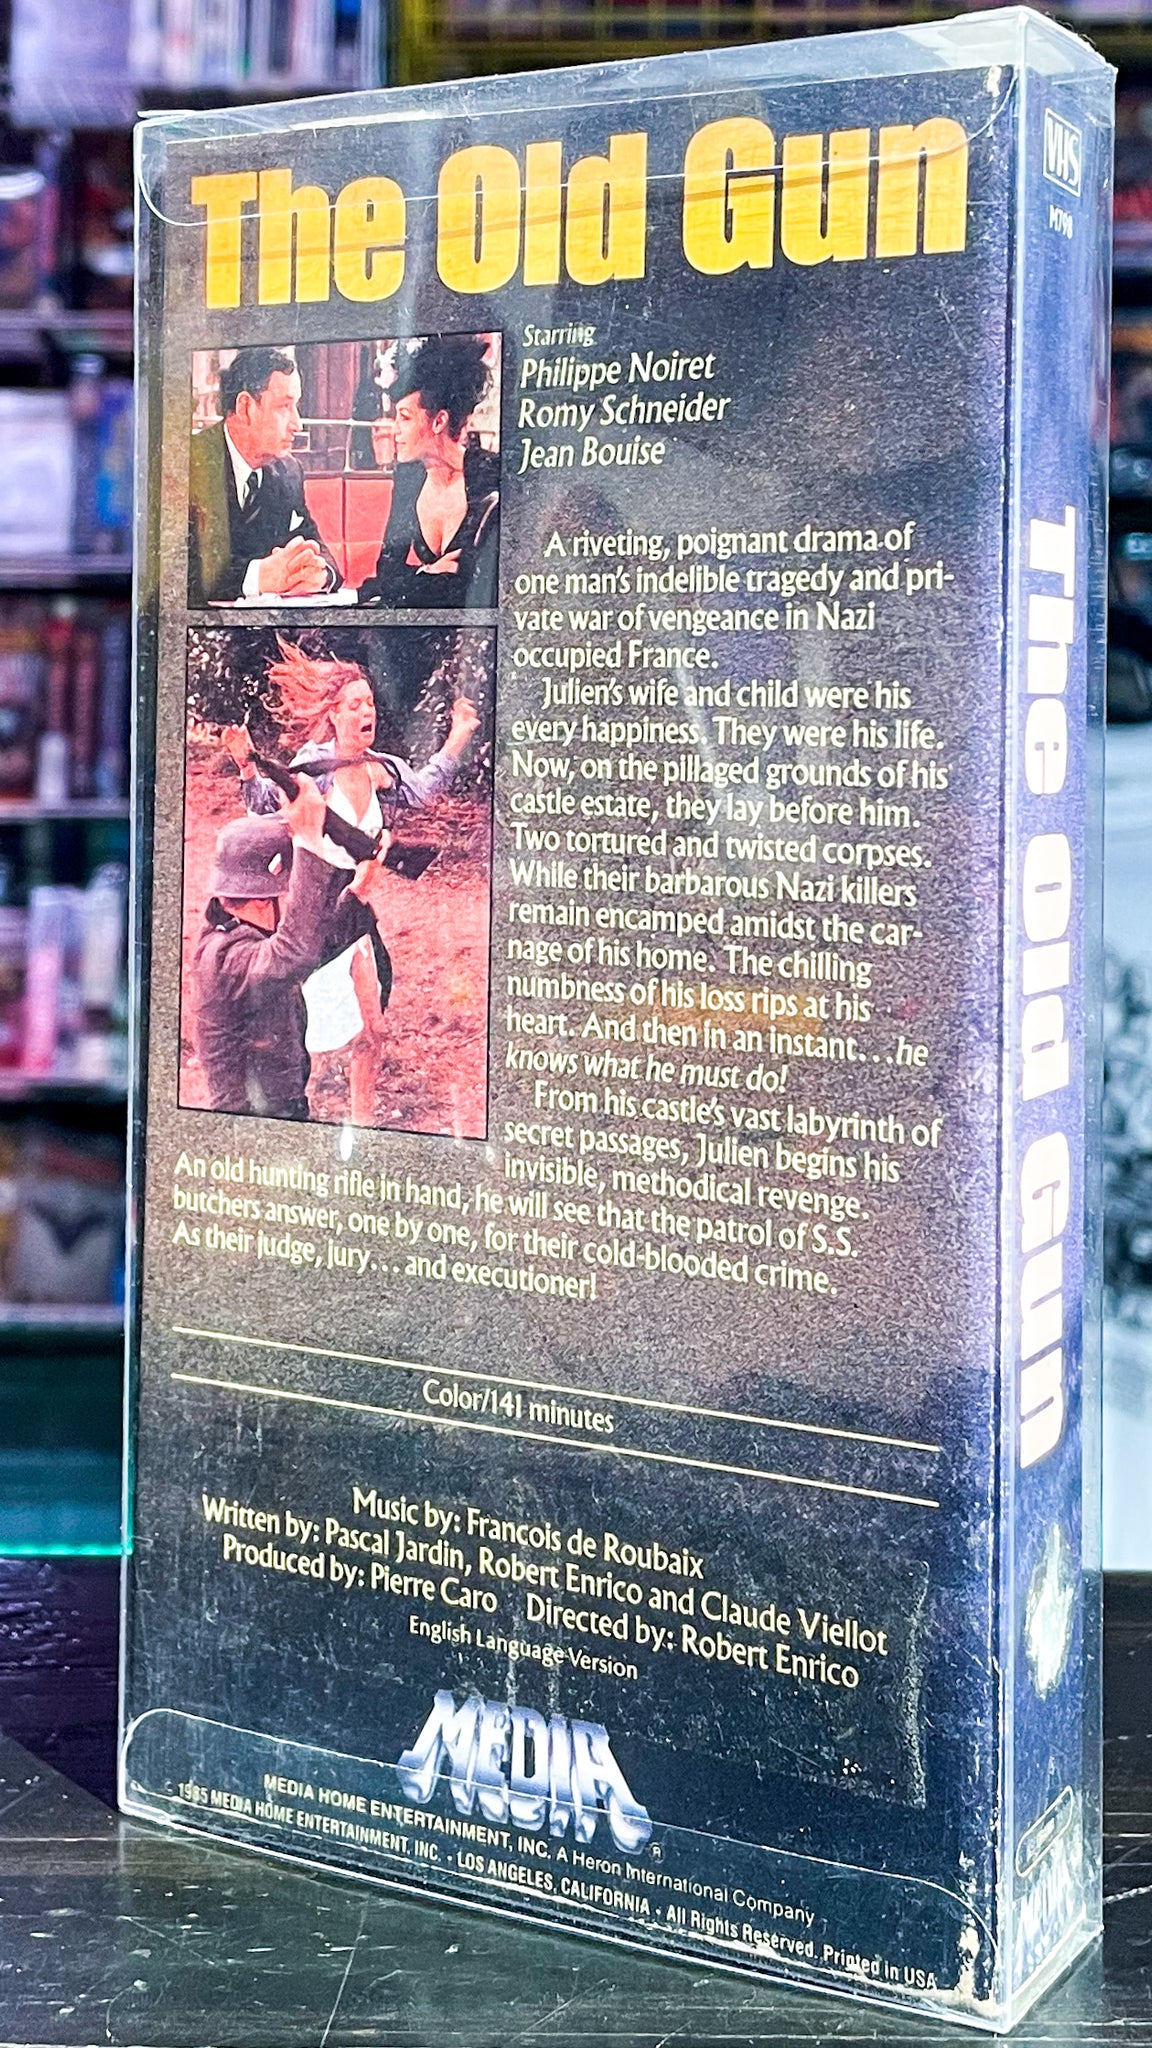 The Old Gun
Starring
Philippe Noiret
Romy Schneider
Jean Bouise
A riveting, poignant drama of
one man's indelible tragedy and pri-
vate war of vengeance in Nazi
occupied France.
Julien's wife and child were his
every happiness. They were his life.
Now, on the pillaged grounds of his
castle estate, they lay before him.
Two tortured and twisted corpses.
While their barbarous Nazi killers
remain encamped amidst the car-
nage of his home. The chilling
numbness of his loss rips at his
heart. And then in an instant...he
knows what he must do!
From his castle's vast labyrinth of
secret passages, Julien begins his
invisible, methodical revenge.
An old hunting rifle in hand, he will see that the patrol of S.S.
butchers answer, one by one, for their cold-blooded crime.
As their judge, jury...and executioner!
Color/141 minutes
Music by: Francois de Roubaix
Written by: Pascal Jardin, Robert Enrico and Claude Viellot
Produced by: Pierre Caro Directed by: Robert Enrico
English Language Version
MEDIA®
MEDIA HOME ENTERTAINMENT, INC. A Heron International Company
1985 MEDIA HOME ENTERTAINMENT, INC. · LOS ANGELES, CALIFORNIA · All Rights Reserved. Printed in USA
VHS
M798
The Old Gun
MEDIA